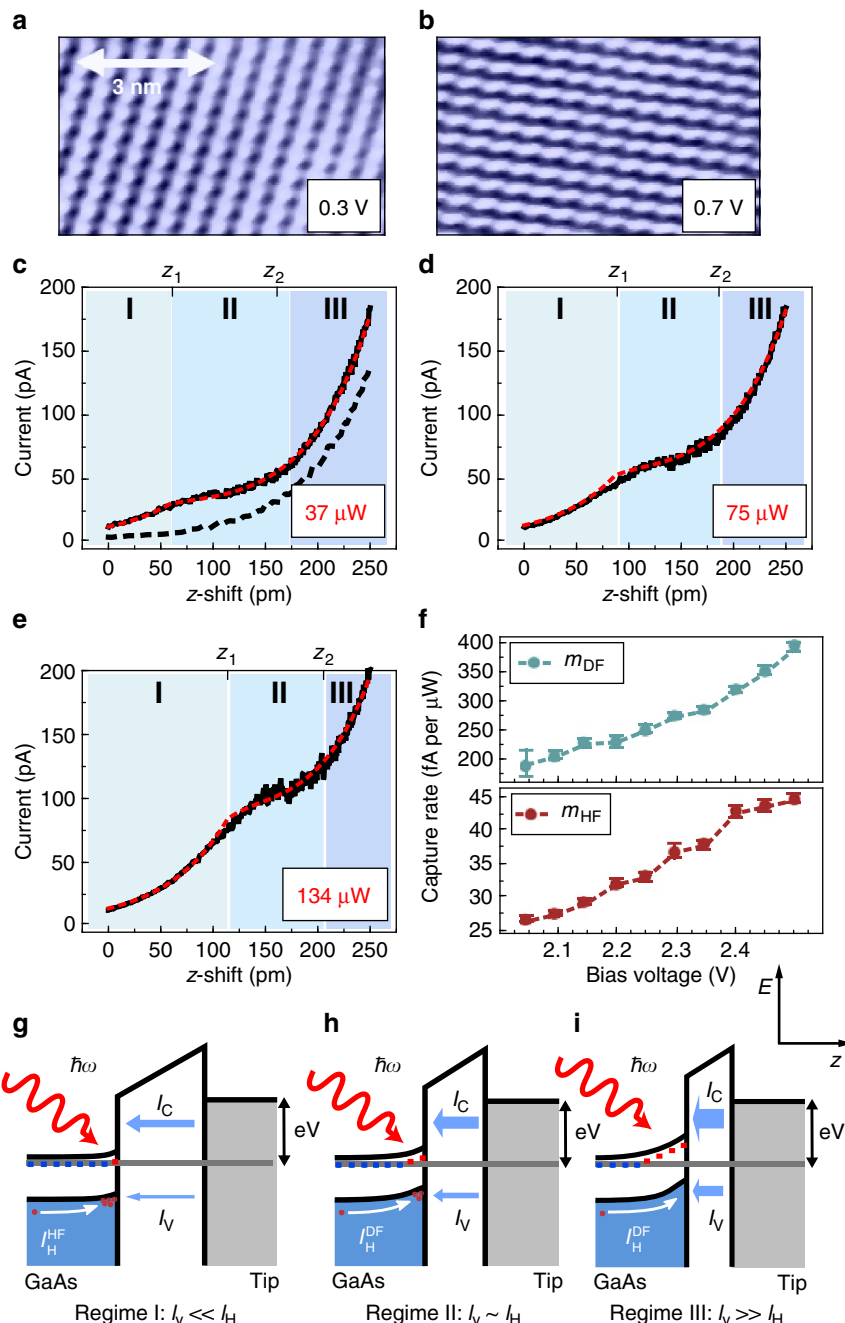 a
b
3 nm
0.3 V
0.7 V
c
z1 z2
I II III
200
150
100
50
0
Current (pA)
37 μW
0 50 100 150 200 250
z-shift (pm)
d
z1 z2
I II III
200
150
100
50
0
Current (pA)
75 μW
0 50 100 150 200 250
z-shift (pm)
e
z1 z2
I II III
200
150
100
50
0
Current (pA)
134 μW
0 50 100 150 200 250
z-shift (pm)
f
400
350
300
250
200
mDF
45
40
35
30
25
mHF
Capture rate (fA per μW)
2.1 2.2 2.3 2.4
Bias voltage (V)
E
z
g
ħω
IC
eV
IV
IHHF
GaAs Tip
Regime I: Iv << IH
h
ħω
IC
eV
IV
IHDF
GaAs Tip
Regime II: Iv ~ IH
i
ħω
IC
eV
IV
IHDF
GaAs Tip
Regime III: Iv >> IH